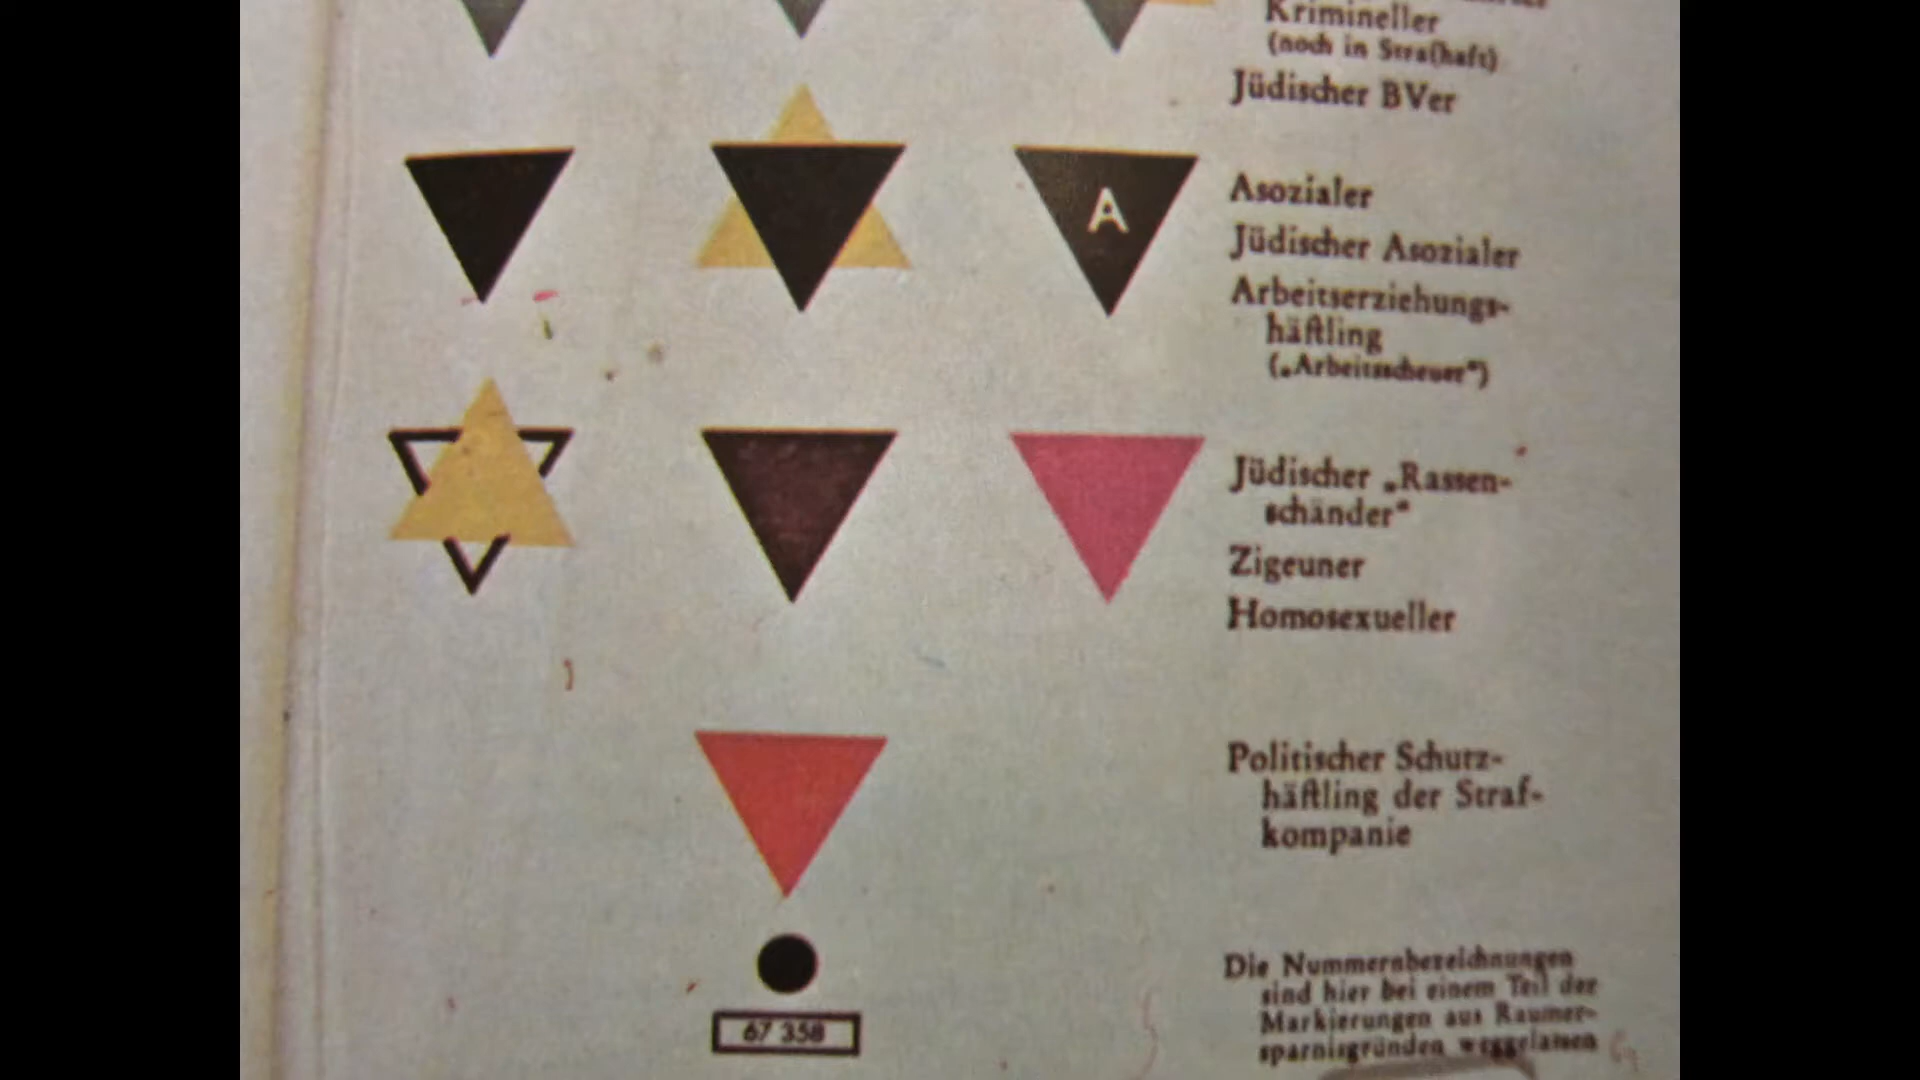 Krimineller
(noch in Strafhaft)
Jüdischer BVer
Asozialer
Jüdischer Asozialer
Arbeitserziehungs-
häftling
(„Arbeitsscheuer“)
A
Jüdischer „Rassen-
schänder“
Zigeuner
Homosexueller
Politischer Schutz-
häftling der Straf-
kompanie
67 358
Die Nummernbezeichnungen
sind hier bei einem Teil der
Markierungen aus Raumer-
sparnisgründen weggelassen